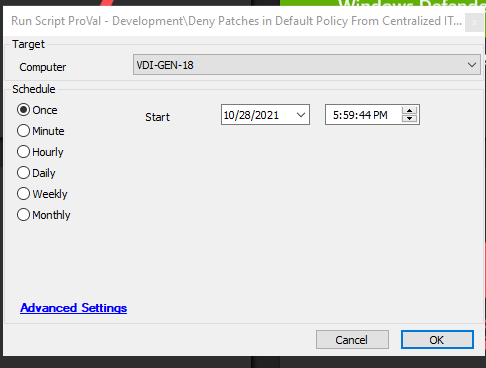 Windows Defender
Run Script ProVal - Development\Deny Patches in Default Policy From Centralized IT...
Target
Computer VDI-GEN-18
Schedule
Once Start 10/28/2021 5:59:44 PM
Minute
Hourly
Daily
Weekly
Monthly
Advanced Settings
Cancel OK